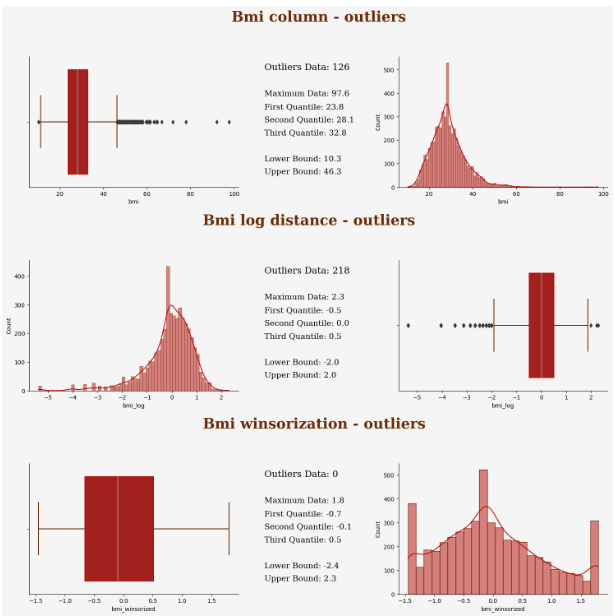 Bmi column - outliers
Outliers Data: 126
Maximum Data: 97.6
First Quantile: 23.8
Second Quantile: 28.1
Third Quantile: 32.8
Lower Bound: 10.3
Upper Bound: 46.3
20 40 60 80 100
bmi
Count
500
400
300
200
100
0
20 40 60 80 100
bmi
Bmi log distance - outliers
Count
400
300
200
100
0
−5 −4 −3 −2 −1 0 1 2
bmi_log
Outliers Data: 218
Maximum Data: 2.3
First Quantile: -0.5
Second Quantile: 0.0
Third Quantile: 0.5
Lower Bound: -2.0
Upper Bound: 2.0
−5 −4 −3 −2 −1 0 1 2
bmi_log
Bmi winsorization - outliers
−1.5 −1.0 −0.5 0.0 0.5 1.0 1.5
bmi_winsorized
Outliers Data: 0
Maximum Data: 1.8
First Quantile: -0.7
Second Quantile: -0.1
Third Quantile: 0.5
Lower Bound: -2.4
Upper Bound: 2.3
Count
500
400
300
200
100
0
−1.5 −1.0 −0.5 0.0 0.5 1.0 1.5
bmi_winsorized